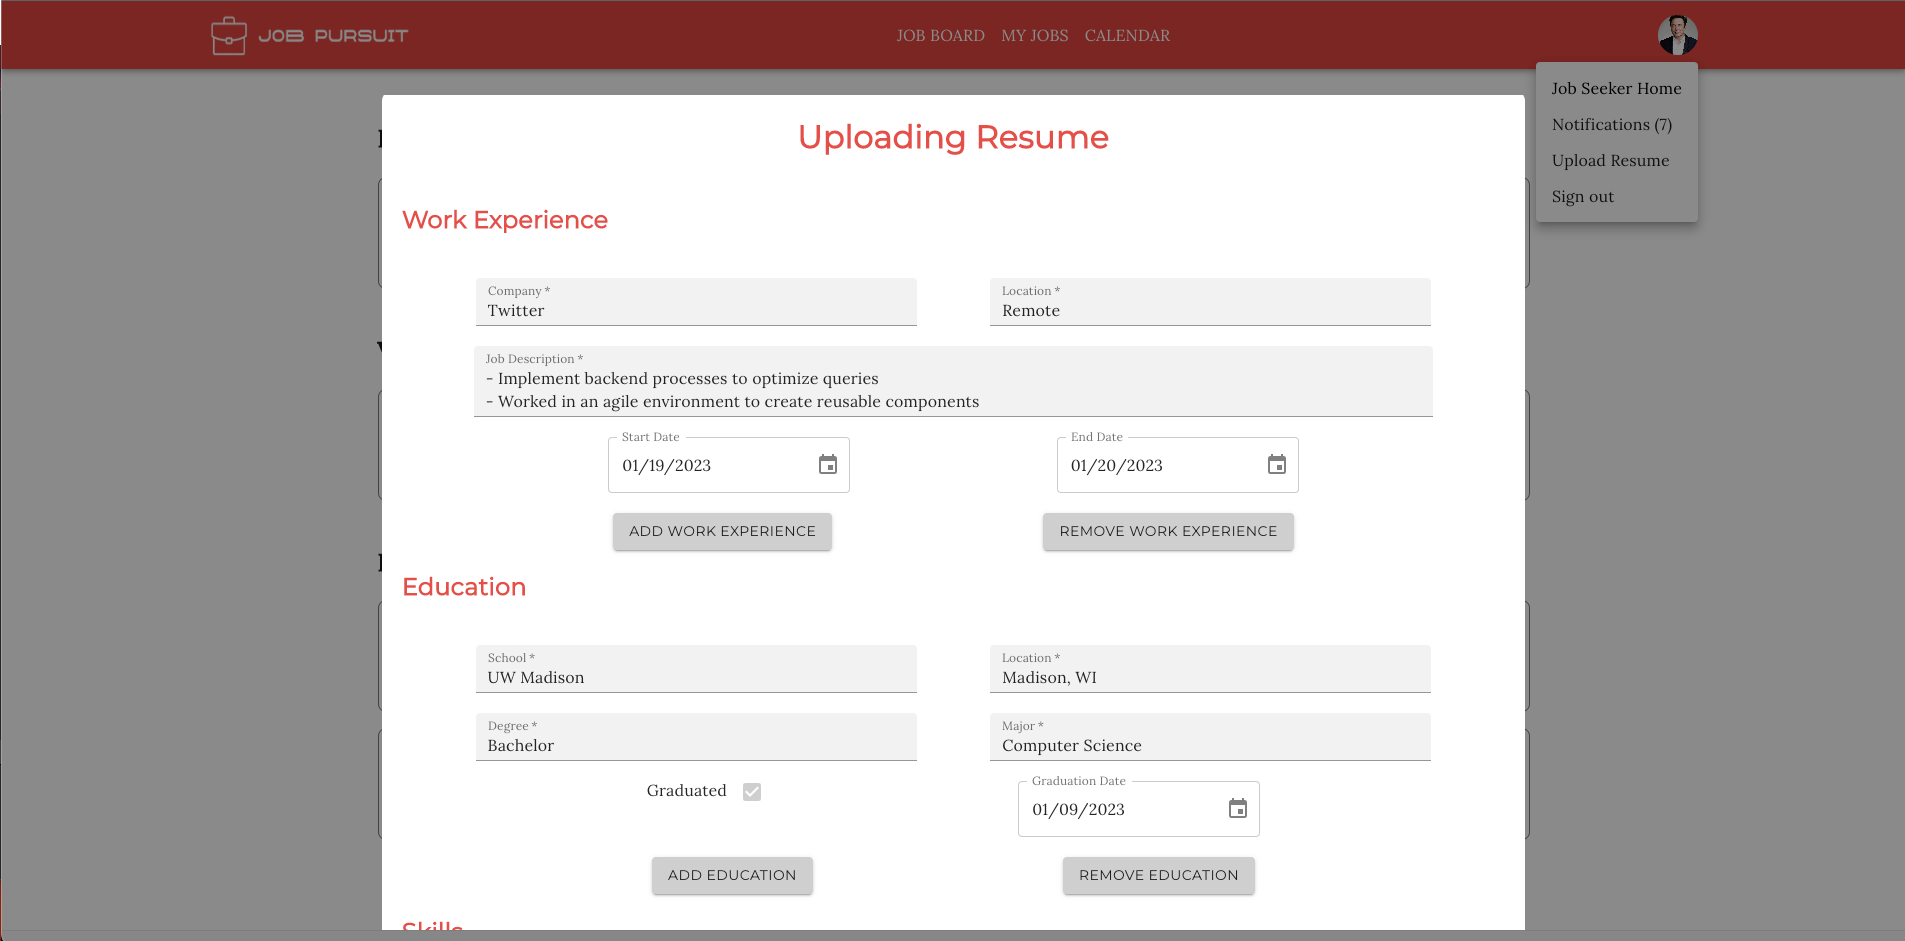 JOB PURSUIT
JOB BOARD MY JOBS CALENDAR
Job Seeker Home
Notifications (7)
Upload Resume
Sign out
Uploading Resume
Work Experience
Company *
Twitter
Location *
Remote
Job Description *
- Implement backend processes to optimize queries
- Worked in an agile environment to create reusable components
Start Date
01/19/2023
End Date
01/20/2023
ADD WORK EXPERIENCE
REMOVE WORK EXPERIENCE
Education
School *
UW Madison
Location *
Madison, WI
Degree *
Bachelor
Major *
Computer Science
Graduated
Graduation Date
01/09/2023
ADD EDUCATION
REMOVE EDUCATION
Skills